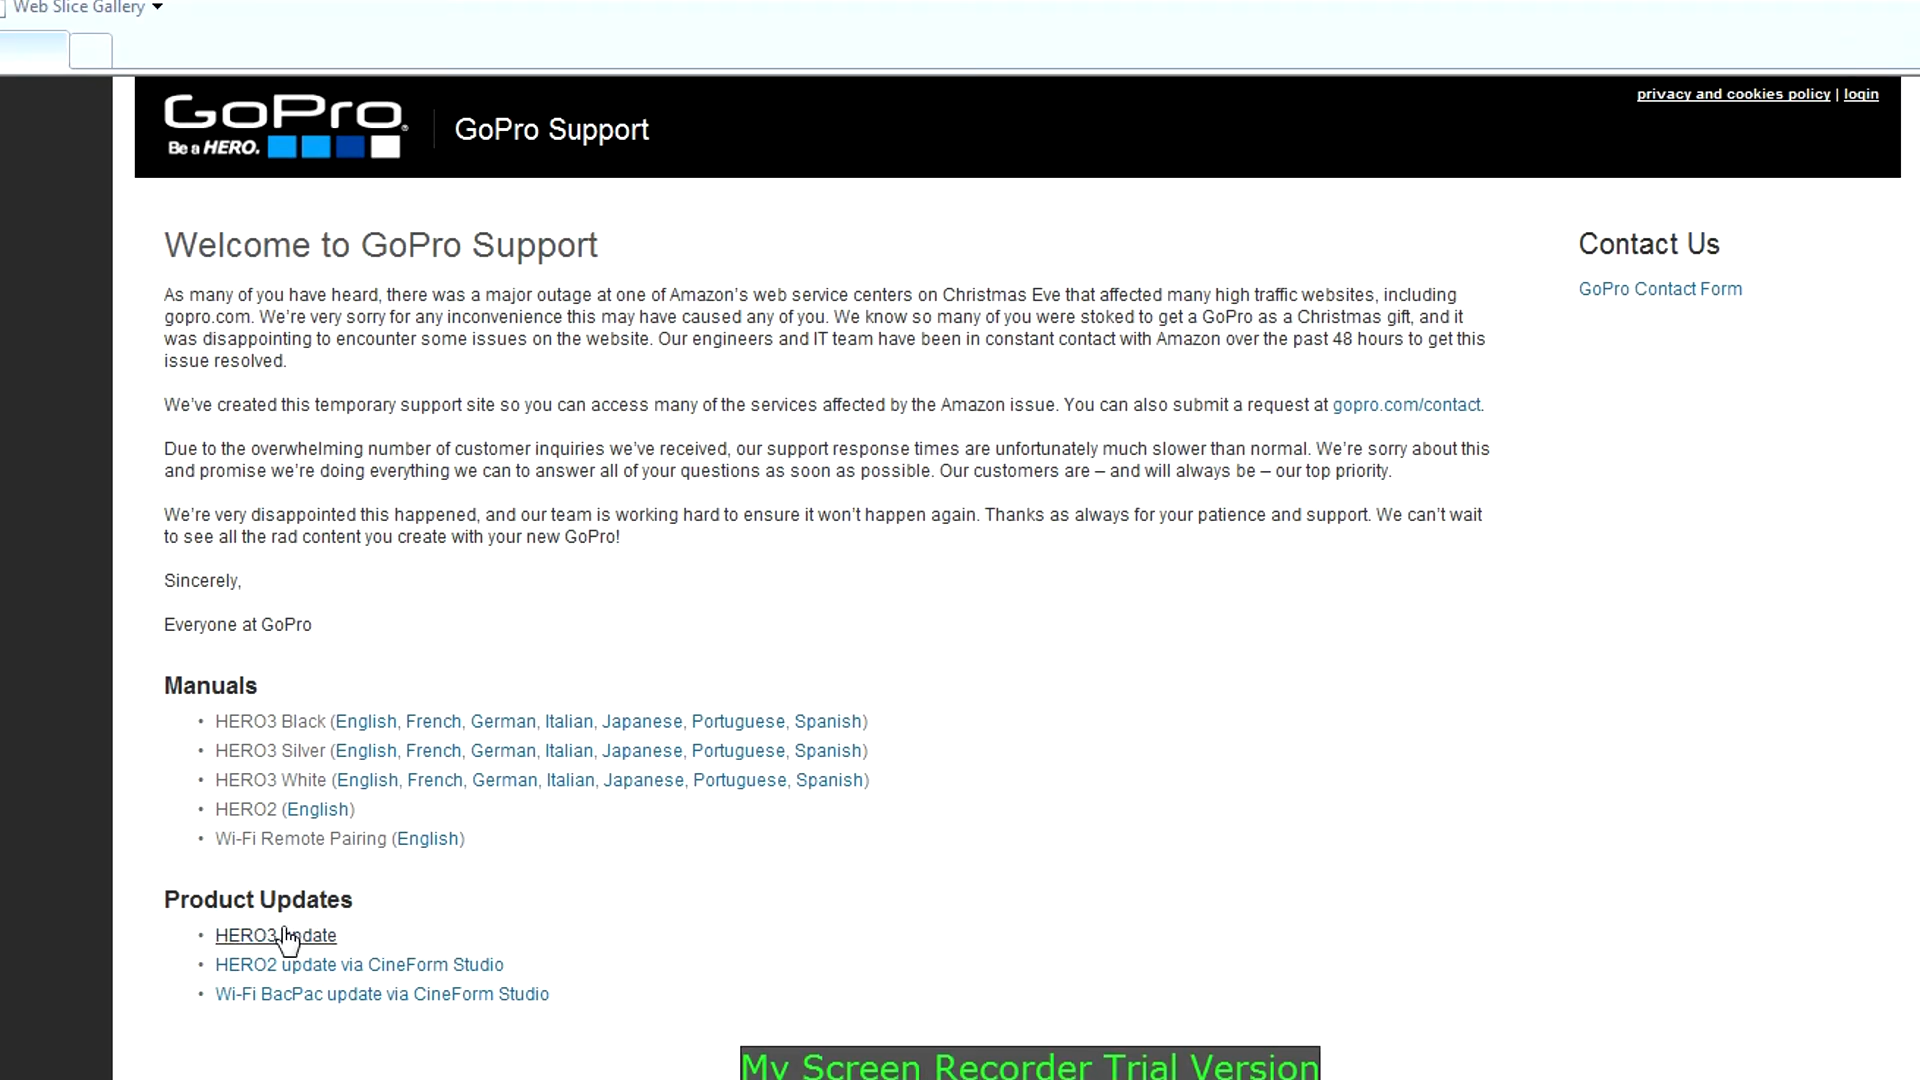 Web Slice Gallery
privacy and cookies policy | login
GoPro®
Be a HERO.
GoPro Support
Welcome to GoPro Support
Contact Us
GoPro Contact Form
As many of you have heard, there was a major outage at one of Amazon's web service centers on Christmas Eve that affected many high traffic websites, including
gopro.com. We're very sorry for any inconvenience this may have caused any of you. We know so many of you were stoked to get a GoPro as a Christmas gift, and it
was disappointing to encounter some issues on the website. Our engineers and IT team have been in constant contact with Amazon over the past 48 hours to get this
issue resolved.
We've created this temporary support site so you can access many of the services affected by the Amazon issue. You can also submit a request at gopro.com/contact.
Due to the overwhelming number of customer inquiries we've received, our support response times are unfortunately much slower than normal. We're sorry about this
and promise we're doing everything we can to answer all of your questions as soon as possible. Our customers are – and will always be – our top priority.
We're very disappointed this happened, and our team is working hard to ensure it won't happen again. Thanks as always for your patience and support. We can't wait
to see all the rad content you create with your new GoPro!
Sincerely,
Everyone at GoPro
Manuals
• HERO3 Black (English, French, German, Italian, Japanese, Portuguese, Spanish)
• HERO3 Silver (English, French, German, Italian, Japanese, Portuguese, Spanish)
• HERO3 White (English, French, German, Italian, Japanese, Portuguese, Spanish)
• HERO2 (English)
• Wi-Fi Remote Pairing (English)
Product Updates
• HERO3 update
• HERO2 update via CineForm Studio
• Wi-Fi BacPac update via CineForm Studio
My Screen Recorder Trial Version